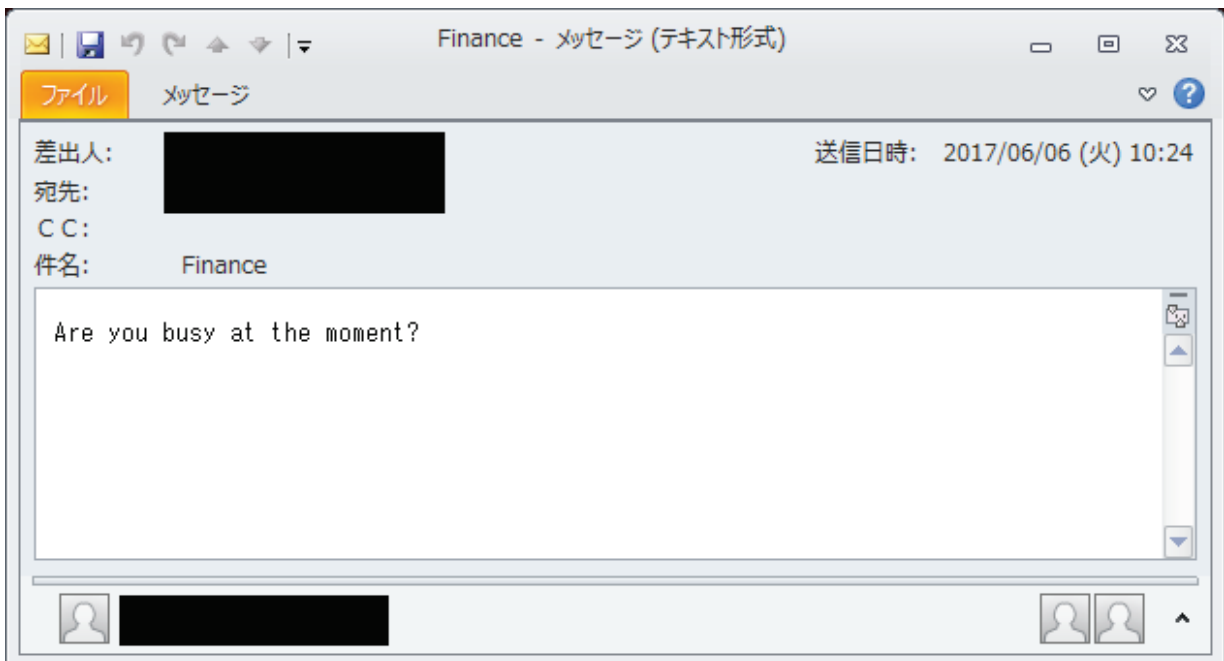 Finance - メッセージ (テキスト形式)
ファイル メッセージ
差出人: 送信日時: 2017/06/06 (火) 10:24
宛先:
ＣＣ:
件名: Finance
Are you busy at the moment?